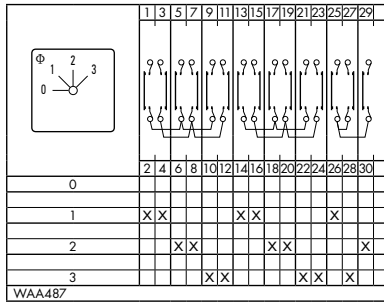 1 3 5 7 9 11 13 15 17 19 21 23 25 27 29
Φ
1 2 3
0
2 4 6 8 10 12 14 16 18 20 22 24 26 28 30
0
1 X X X X X
2 X X X X X
3 X X X X X
WAA487